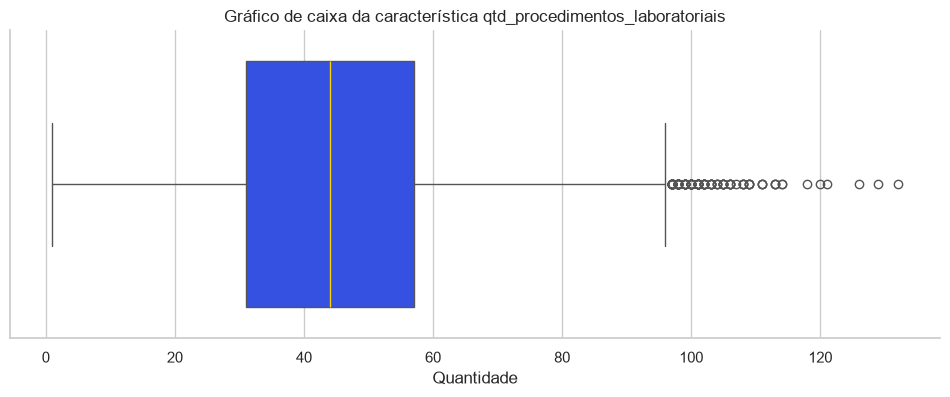 Gráfico de caixa da característica qtd_procedimentos_laboratoriais
0 20 40 60 80 100 120
Quantidade